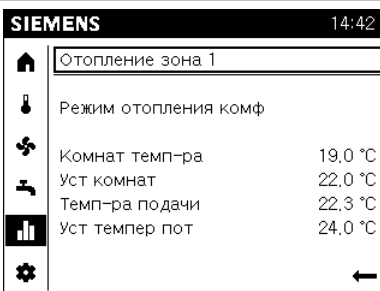 SIEMENS 14:42
Отопление зона 1
Режим отопления комф
Комнат темп-ра 19,0 °C
Уст комнат 22,0 °C
Темп-ра подачи 22,3 °C
Уст темпер пот 24,0 °C